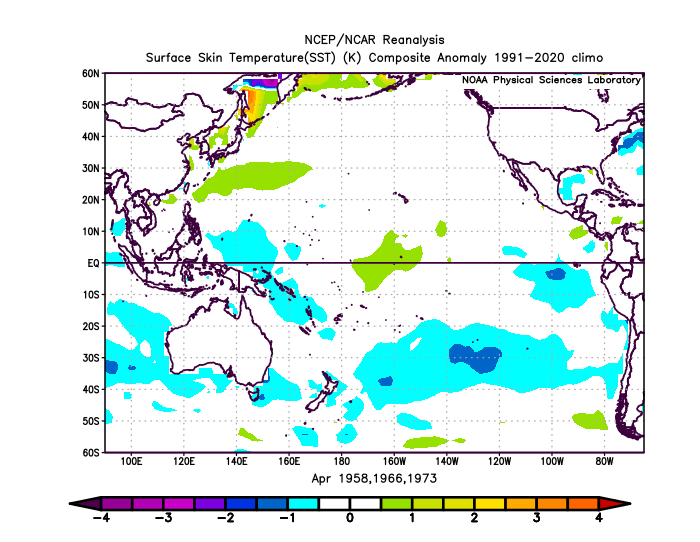 NCEP/NCAR Reanalysis
Surface Skin Temperature(SST) (K) Composite Anomaly 1991-2020 climo
NOAA Physical Sciences Laboratory
60N
50N
40N
30N
20N
10N
EQ
10S
20S
30S
40S
50S
60S
100E 120E 140E 160E 180 160W 140W 120W 100W 80W
Apr 1958,1966,1973
-4 -3 -2 -1 0 1 2 3 4